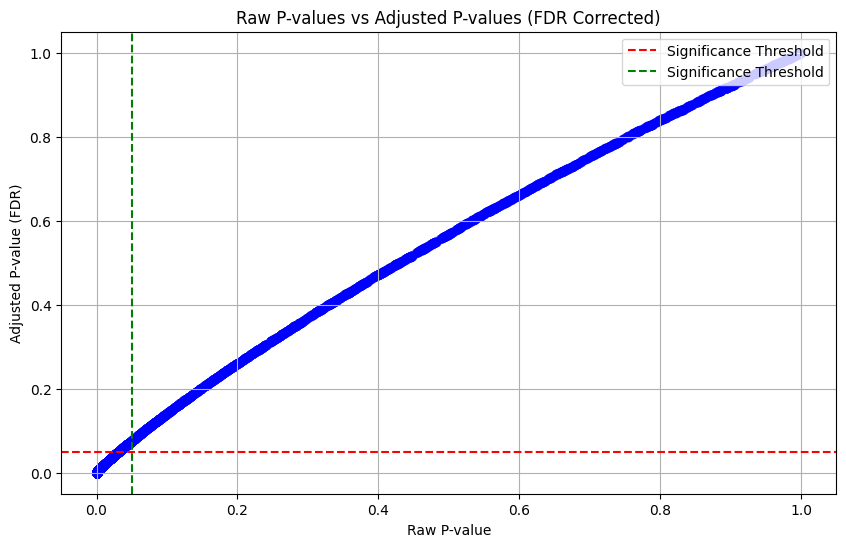 Raw P-values vs Adjusted P-values (FDR Corrected)
Significance Threshold
Significance Threshold
Adjusted P-value (FDR)
1.0
0.8
0.6
0.4
0.2
0.0
0.0 0.2 0.4 0.6 0.8 1.0
Raw P-value